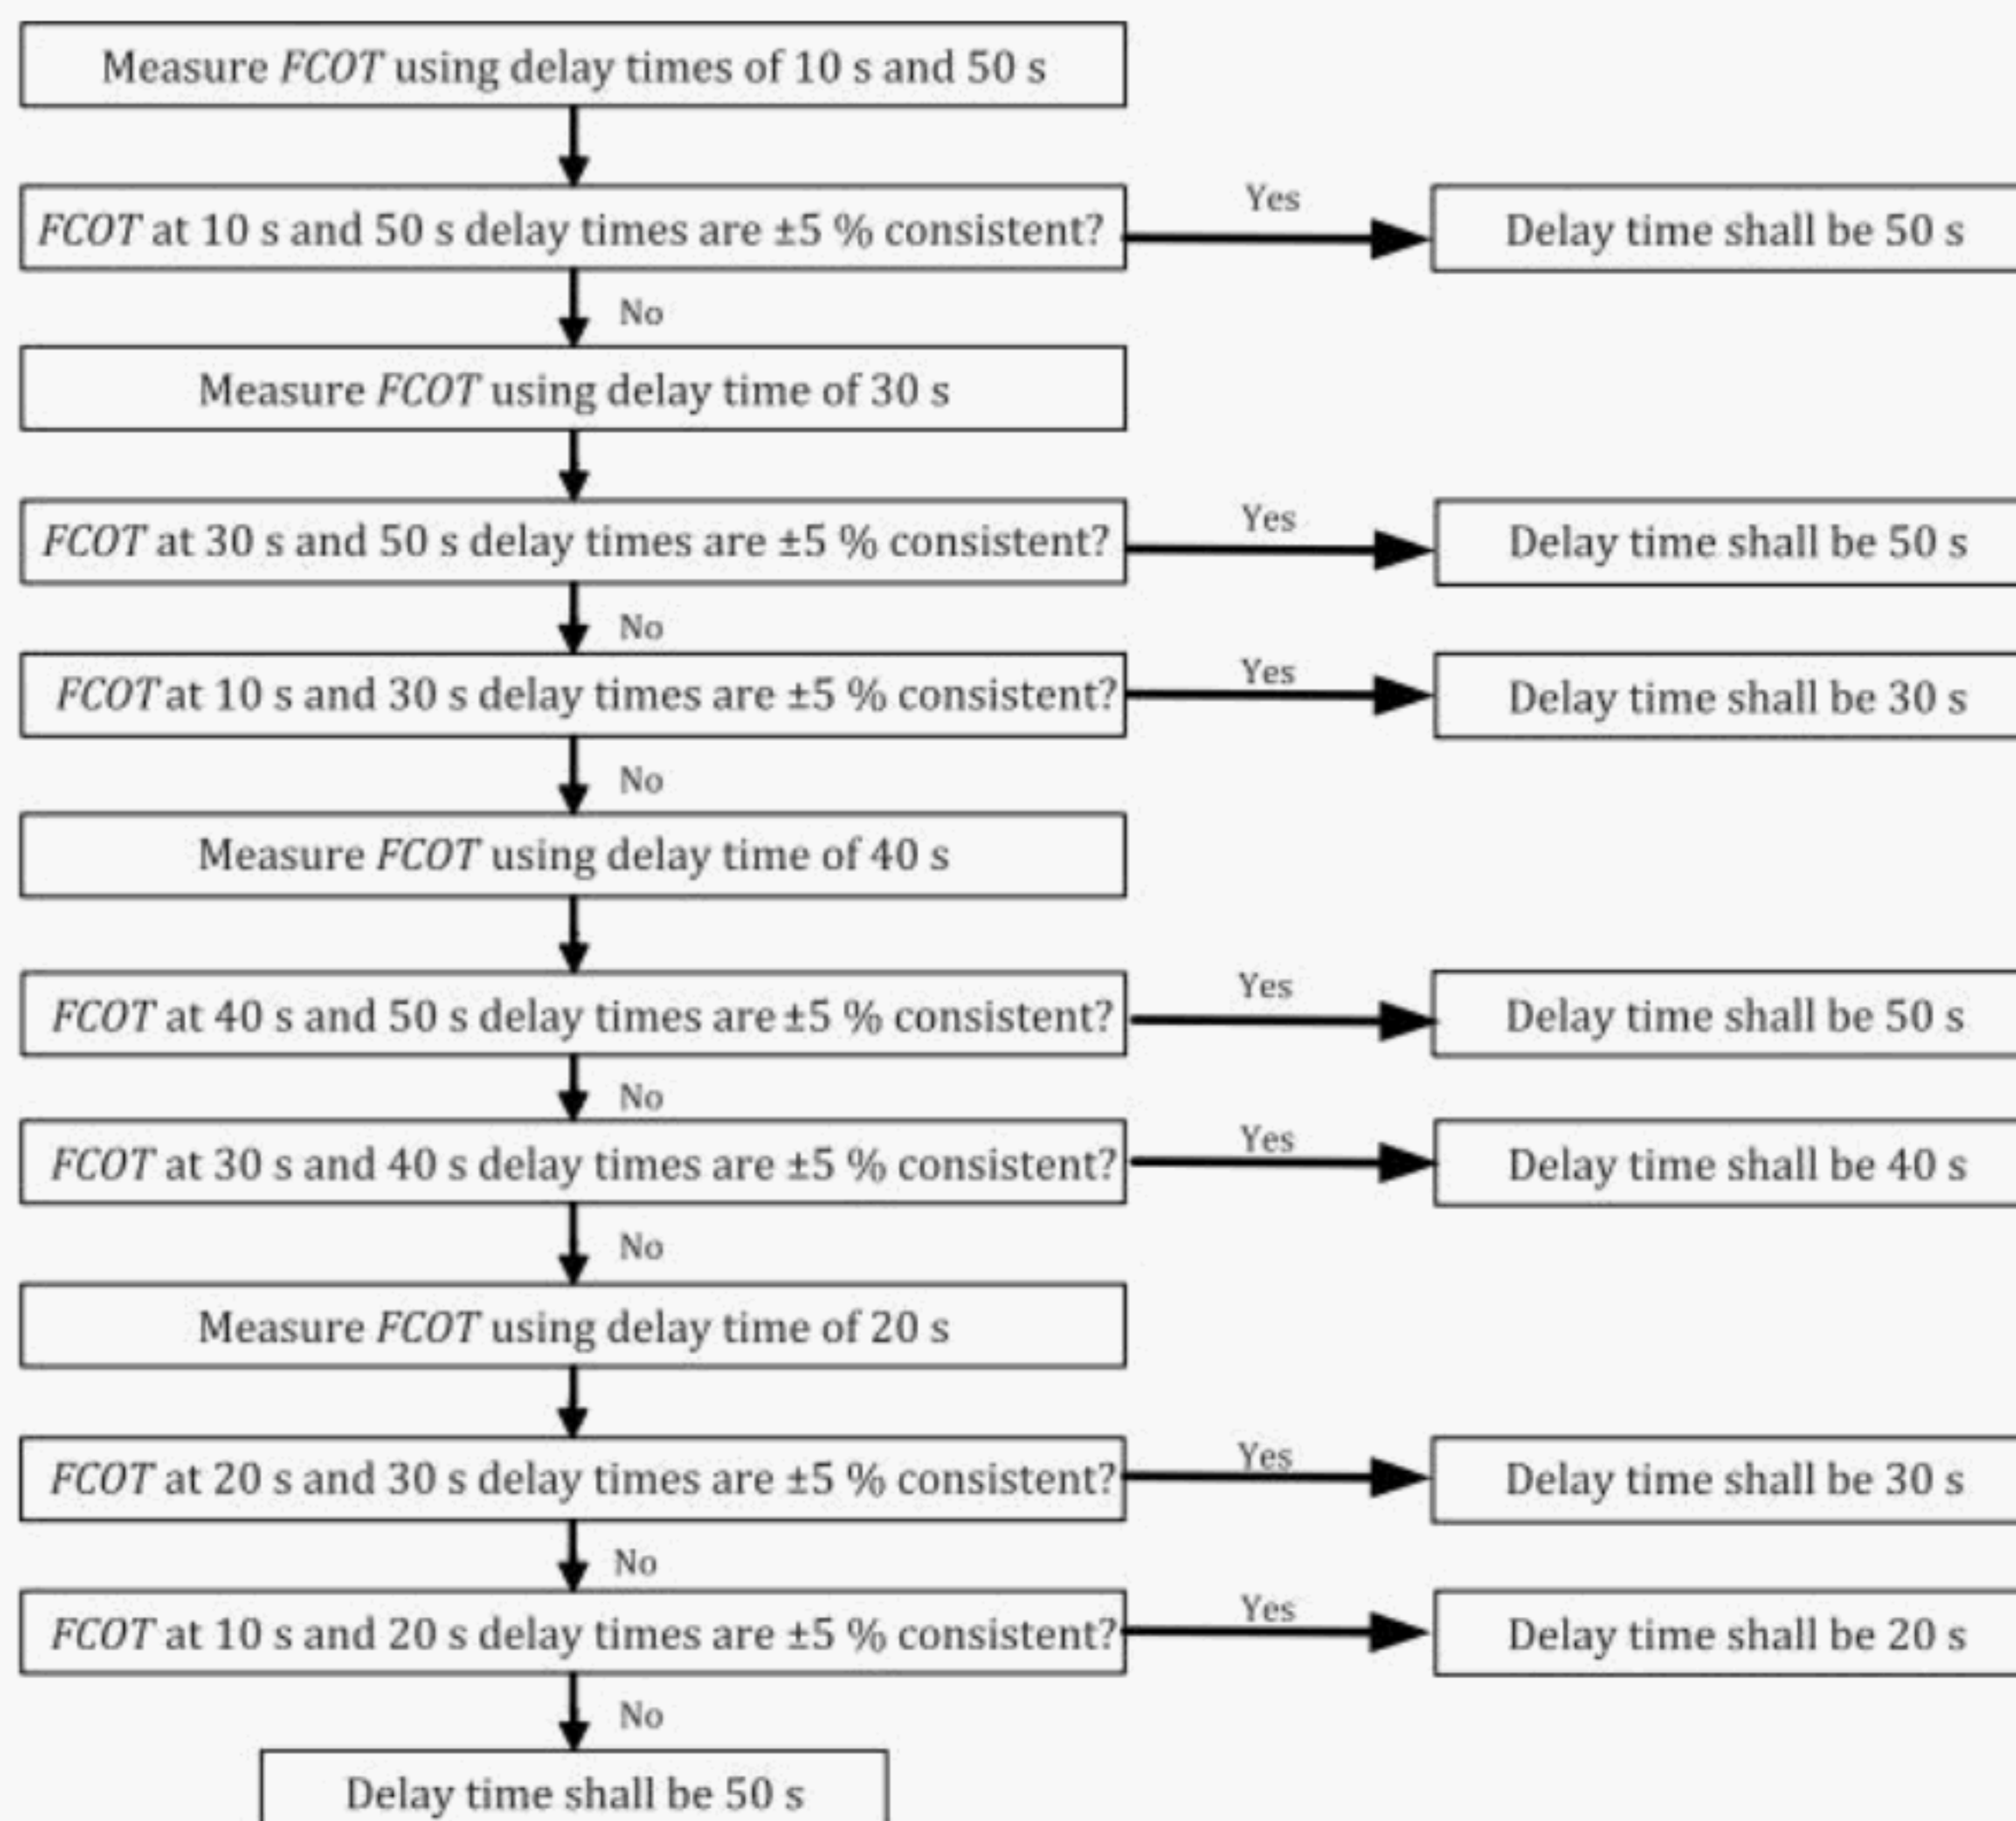 Measure FCOT using delay times of 10 s and 50 s
FCOT at 10 s and 50 s delay times are ±5 % consistent?
Yes
Delay time shall be 50 s
No
Measure FCOT using delay time of 30 s
FCOT at 30 s and 50 s delay times are ±5 % consistent?
Yes
Delay time shall be 50 s
No
FCOT at 10 s and 30 s delay times are ±5 % consistent?
Yes
Delay time shall be 30 s
No
Measure FCOT using delay time of 40 s
FCOT at 40 s and 50 s delay times are ±5 % consistent?
Yes
Delay time shall be 50 s
No
FCOT at 30 s and 40 s delay times are ±5 % consistent?
Yes
Delay time shall be 40 s
No
Measure FCOT using delay time of 20 s
FCOT at 20 s and 30 s delay times are ±5 % consistent?
Yes
Delay time shall be 30 s
No
FCOT at 10 s and 20 s delay times are ±5 % consistent?
Yes
Delay time shall be 20 s
No
Delay time shall be 50 s